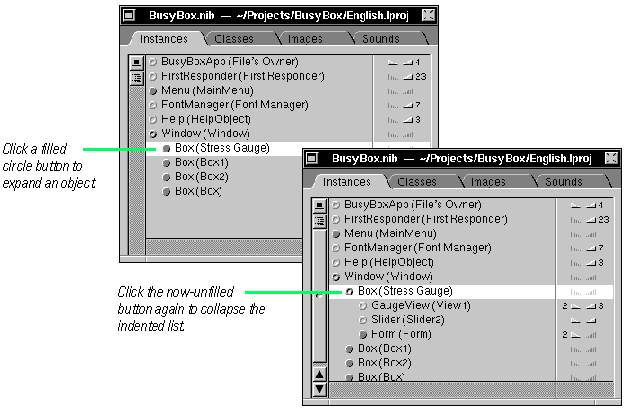 BusyBox.nib — ~/Projects/BusyBox/English.lproj
Instances Classes Images Sounds
BusyBoxApp (File's Owner) 4
FirstResponder (First Responder) 23
Menu (MainMenu)
FontManager (Font Manager) 7
Help (HelpObject) 3
Window (Window)
Box (Stress Gauge)
Box (Box1)
Box (Box2)
Box (Box)
Click a filled
circle button to
expand an object.
BusyBox.nib — ~/Projects/BusyBox/English.lproj
Instances Classes Images Sounds
BusyBoxApp (File's Owner) 4
FirstResponder (First Responder) 23
Menu (MainMenu)
FontManager (Font Manager) 7
Help (HelpObject) 3
Window (Window)
Box (Stress Gauge)
GaugeView (View1) 2 8
Slider (Slider2)
Form (Form) 2
Box (Box1)
Box (Box2)
Box (Box)
Click the now-unfilled
button again to collapse the
indented list.